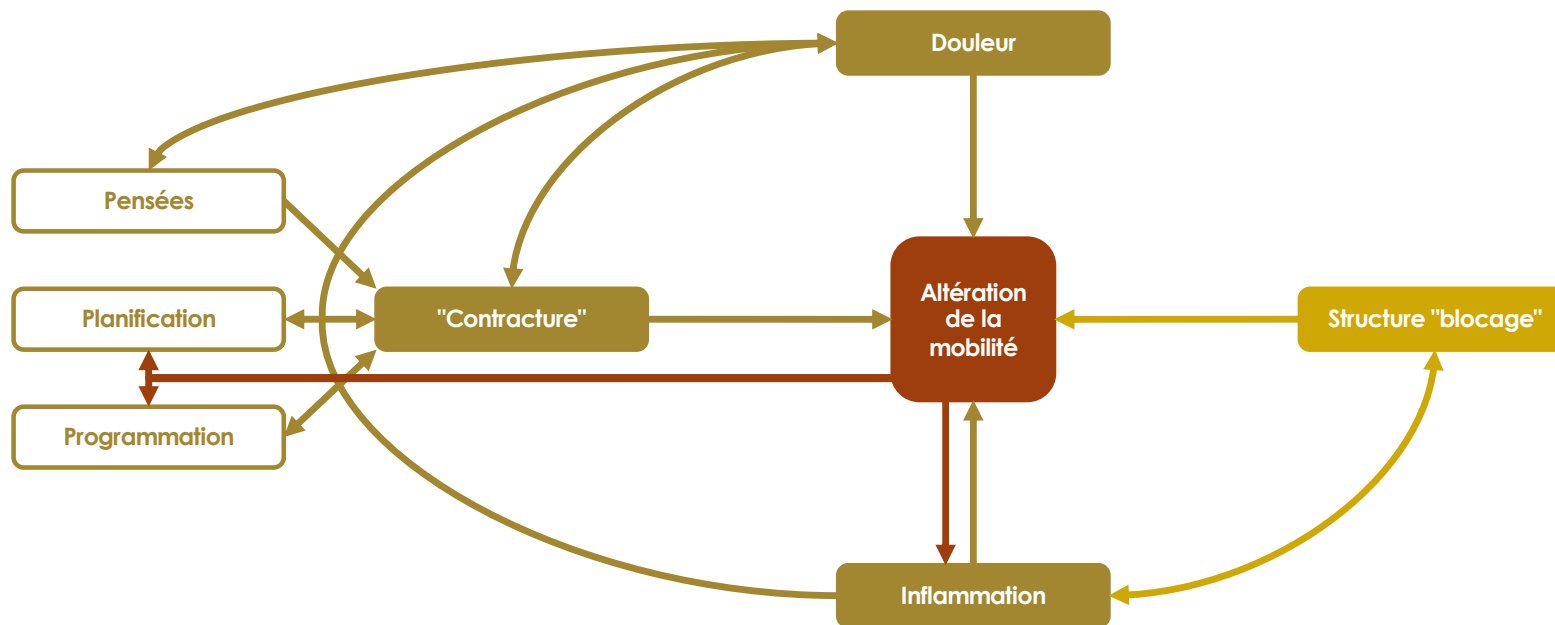 Douleur
Pensées
Planification
"Contracture"
Altération
de la
mobilité
Structure "blocage"
Programmation
Inflammation